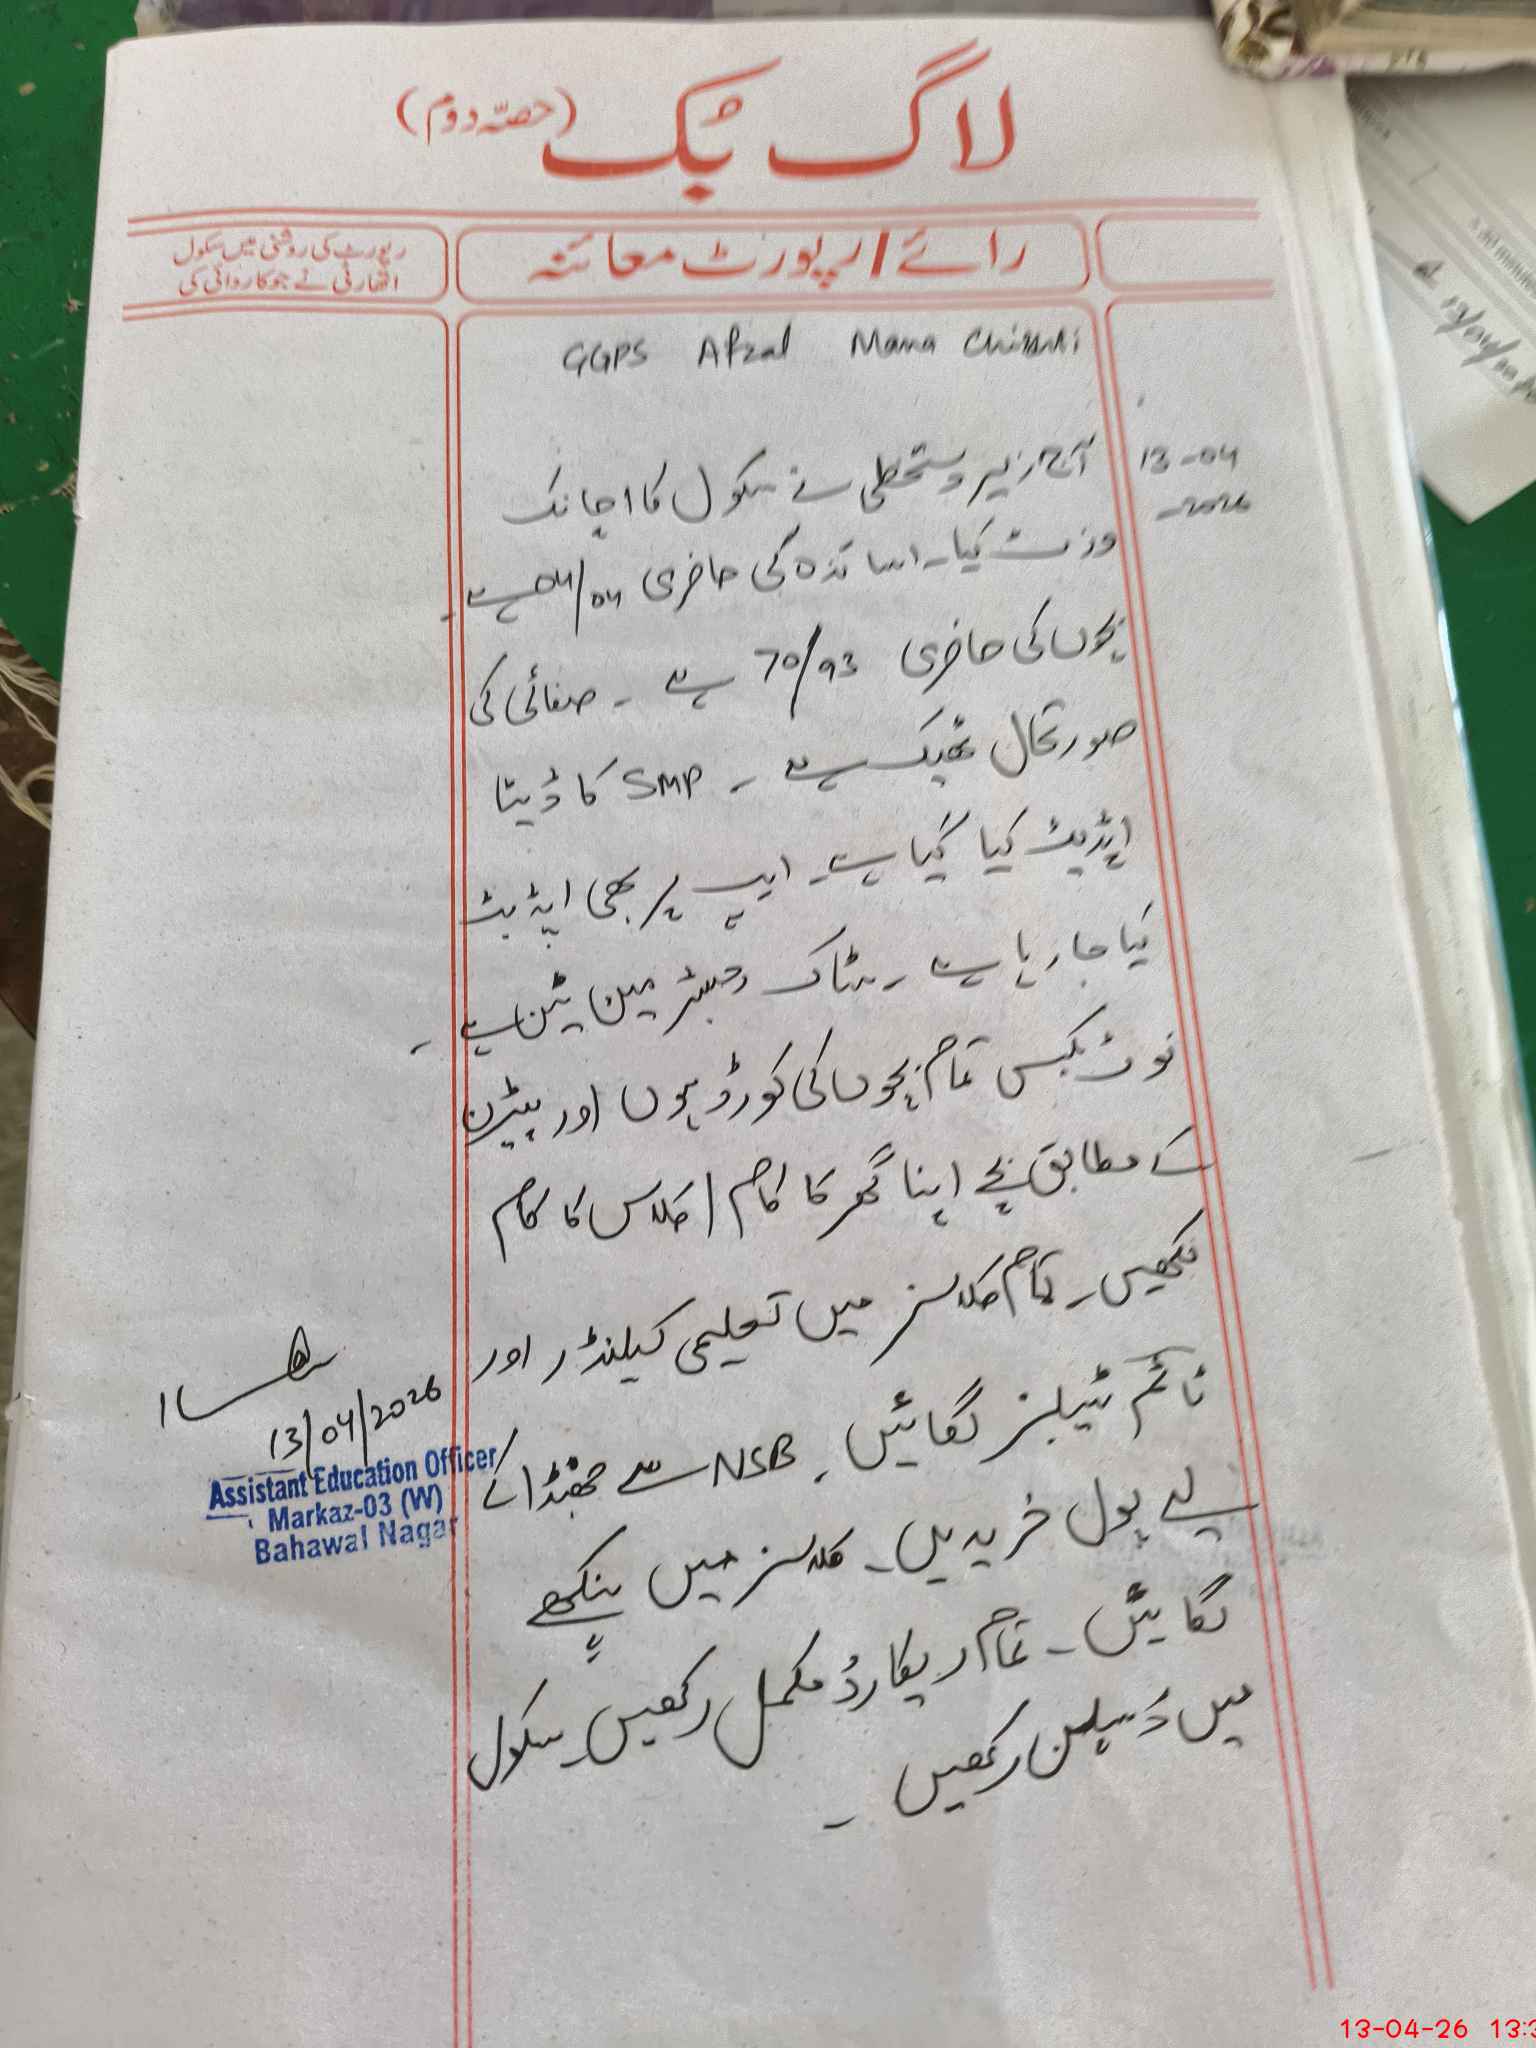 لاگ بک (حصّہ دوم)
رائے/رپورٹ معائنہ
رپورٹ کی روشنی میں سکول
اتھارٹی نے جو کاروائی کی
GGPS Afzal Mana Chishti
13-04
-2026
آج زیر دستخطی نے سکول کا اچانک
وزٹ کیا۔ اساتذہ کی حاضری 04/04 ہے۔
بچوں کی حاضری 70/93 ہے ۔ صفائی کی
صورتحال ٹھیک ہے ۔ SMP کا ڈیٹا
اپڈیٹ کیا گیا ہے۔ ایپ پر بھی اپڈیٹ
کیا جا رہا ہے ۔ سٹاک رجسٹر مین ٹین ہے ۔
نوٹ بکس تمام بچوں کی کورڈ ہوں اور پیٹرن
کے مطابق بچے اپنا گھر کا کام / کلاس کا کام
لکھیں۔ تمام کلاسز میں تعلیمی کیلنڈر اور
ٹائم ٹیبلز لگائیں۔ NSB سے جھنڈا کے
لیے پول خریدیں۔ کلاسز میں پنکھے
لگائیں۔ تمام ریکارڈ مکمل رکھیں۔ سکول
میں ڈسپلن رکھیں ۔
13/04/2026
Assistant Education Officer
Markaz-03 (W)
Bahawal Nagar
13-04-26 13:3